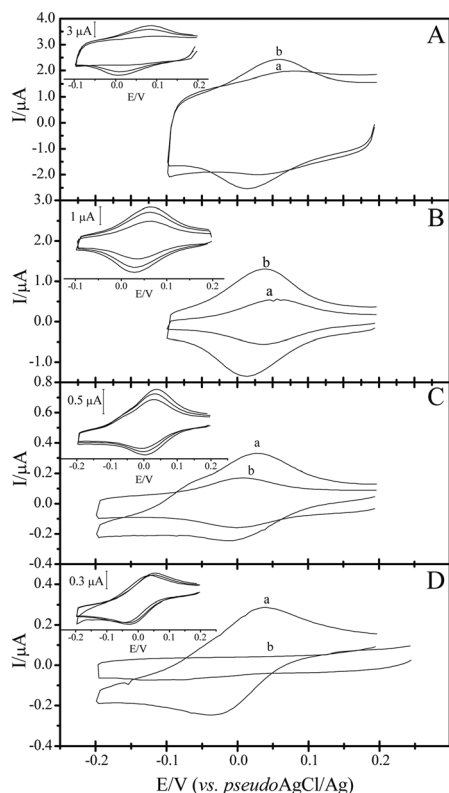 4.0
3 μA
A
3.0
b
2.0
a
1.0
-0.1 0.0 0.1 0.2
E/V
0.0
-1.0
-2.0
I/μA
3.0
1 μA
B
2.0
-0.1 0.0 0.1 0.2
E/V
b
1.0
a
0.0
-1.0
I/μA
0.8
0.5 μA
C
0.6
0.4
-0.2 -0.1 0.0 0.1 0.2
E/V
a
0.2
b
0.0
-0.2
-0.4
I/μA
0.3 μA
D
0.4
a
-0.2 -0.1 0.0 0.1 0.2
E/V
0.2
b
0.0
-0.2
-0.4
I/μA
-0.2 -0.1 0.0 0.1 0.2
E/V (vs. pseudoAgCl/Ag)